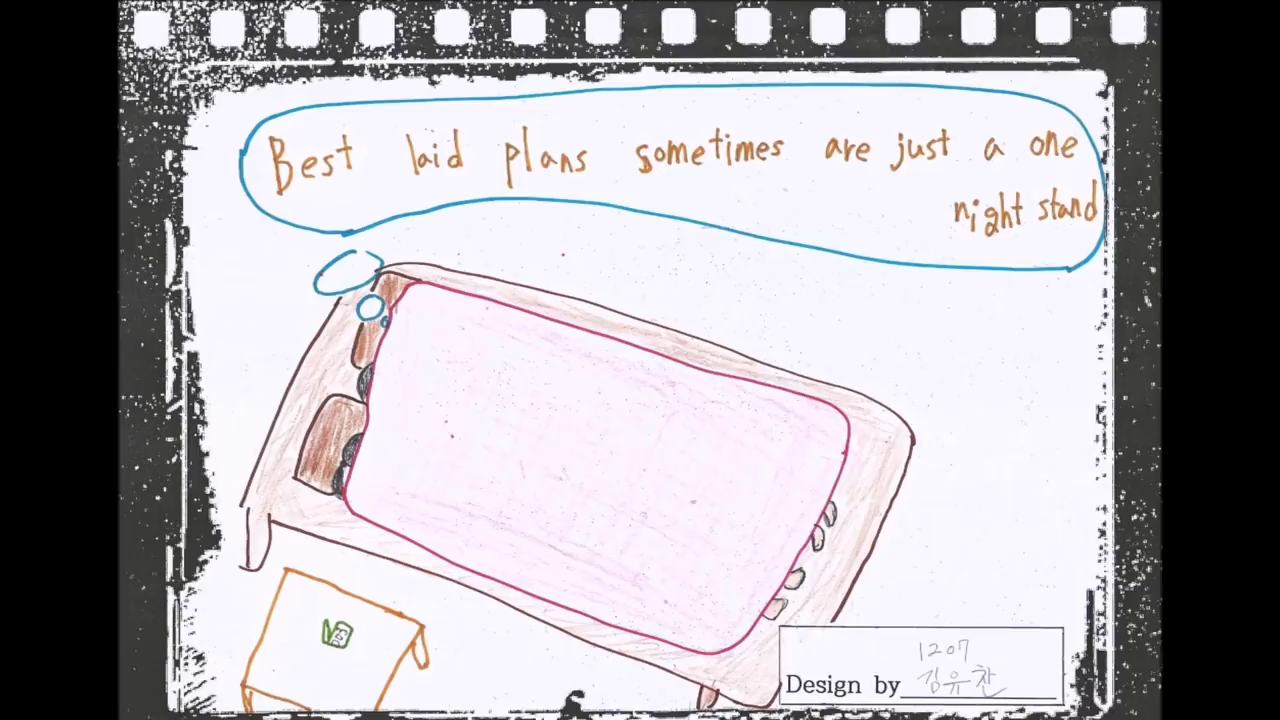 Best laid plans sometimes are just a one
night stand
1207
Design by 김유찬